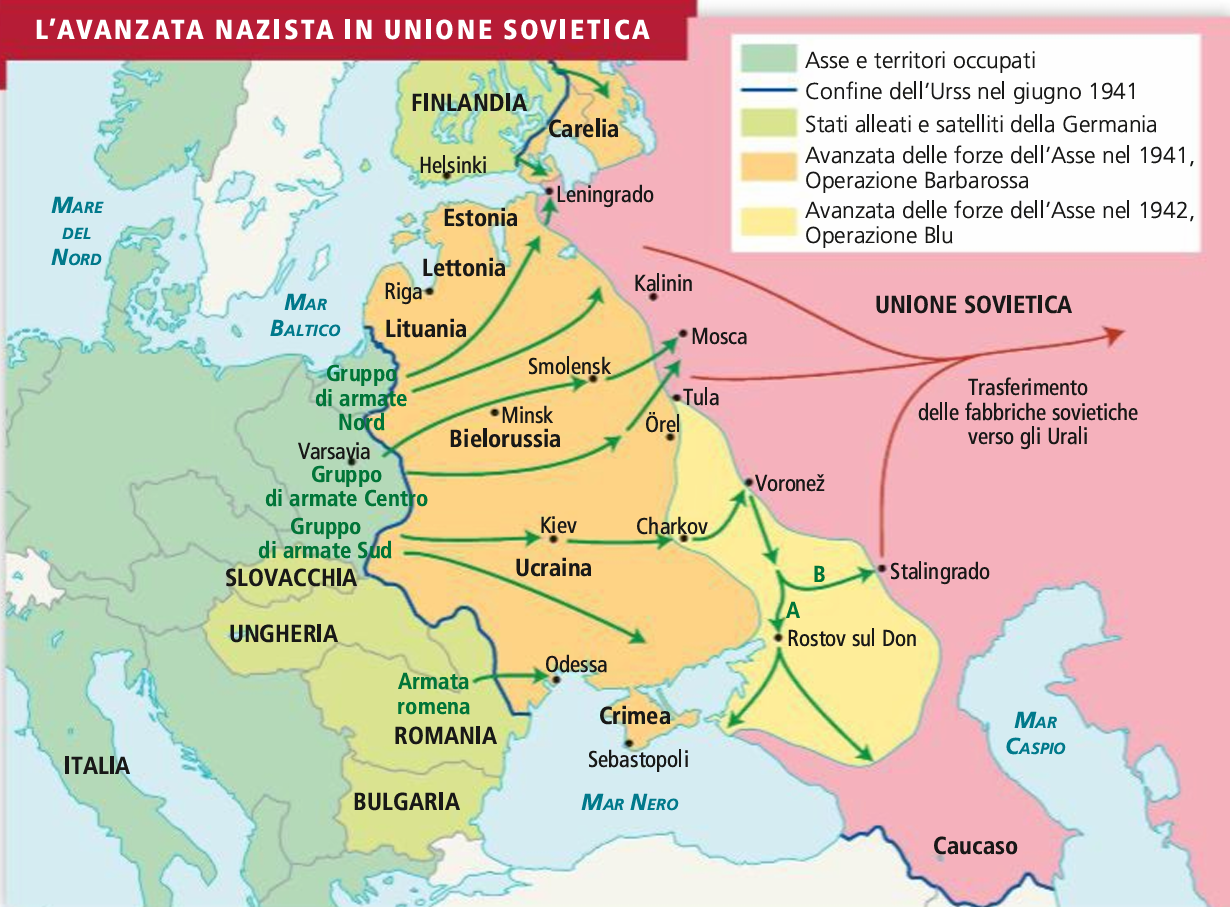 L'AVANZATA NAZISTA IN UNIONE SOVIETICA
Asse e territori occupati
Confine dell'Urss nel giugno 1941
Stati alleati e satelliti della Germania
Avanzata delle forze dell'Asse nel 1941,
Operazione Barbarossa
Avanzata delle forze dell'Asse nel 1942,
Operazione Blu
FINLANDIA
Carelia
Helsinki
Leningrado
MARE
DEL
NORD
Estonia
Lettonia
Riga
Kalinin
MAR
BALTICO
UNIONE SOVIETICA
Lituania
Mosca
Smolensk
Gruppo
di armate
Nord
Trasferimento
delle fabbriche sovietiche
verso gli Urali
Tula
Minsk
Örel
Bielorussia
Varsavia
Gruppo
di armate Centro
Voronež
Gruppo
di armate Sud
Kiev
Charkov
Ucraina
SLOVACCHIA
B
Stalingrado
A
UNGHERIA
Rostov sul Don
Odessa
Armata
romena
Crimea
ROMANIA
MAR
CASPIO
Sebastopoli
ITALIA
BULGARIA
MAR NERO
Caucaso